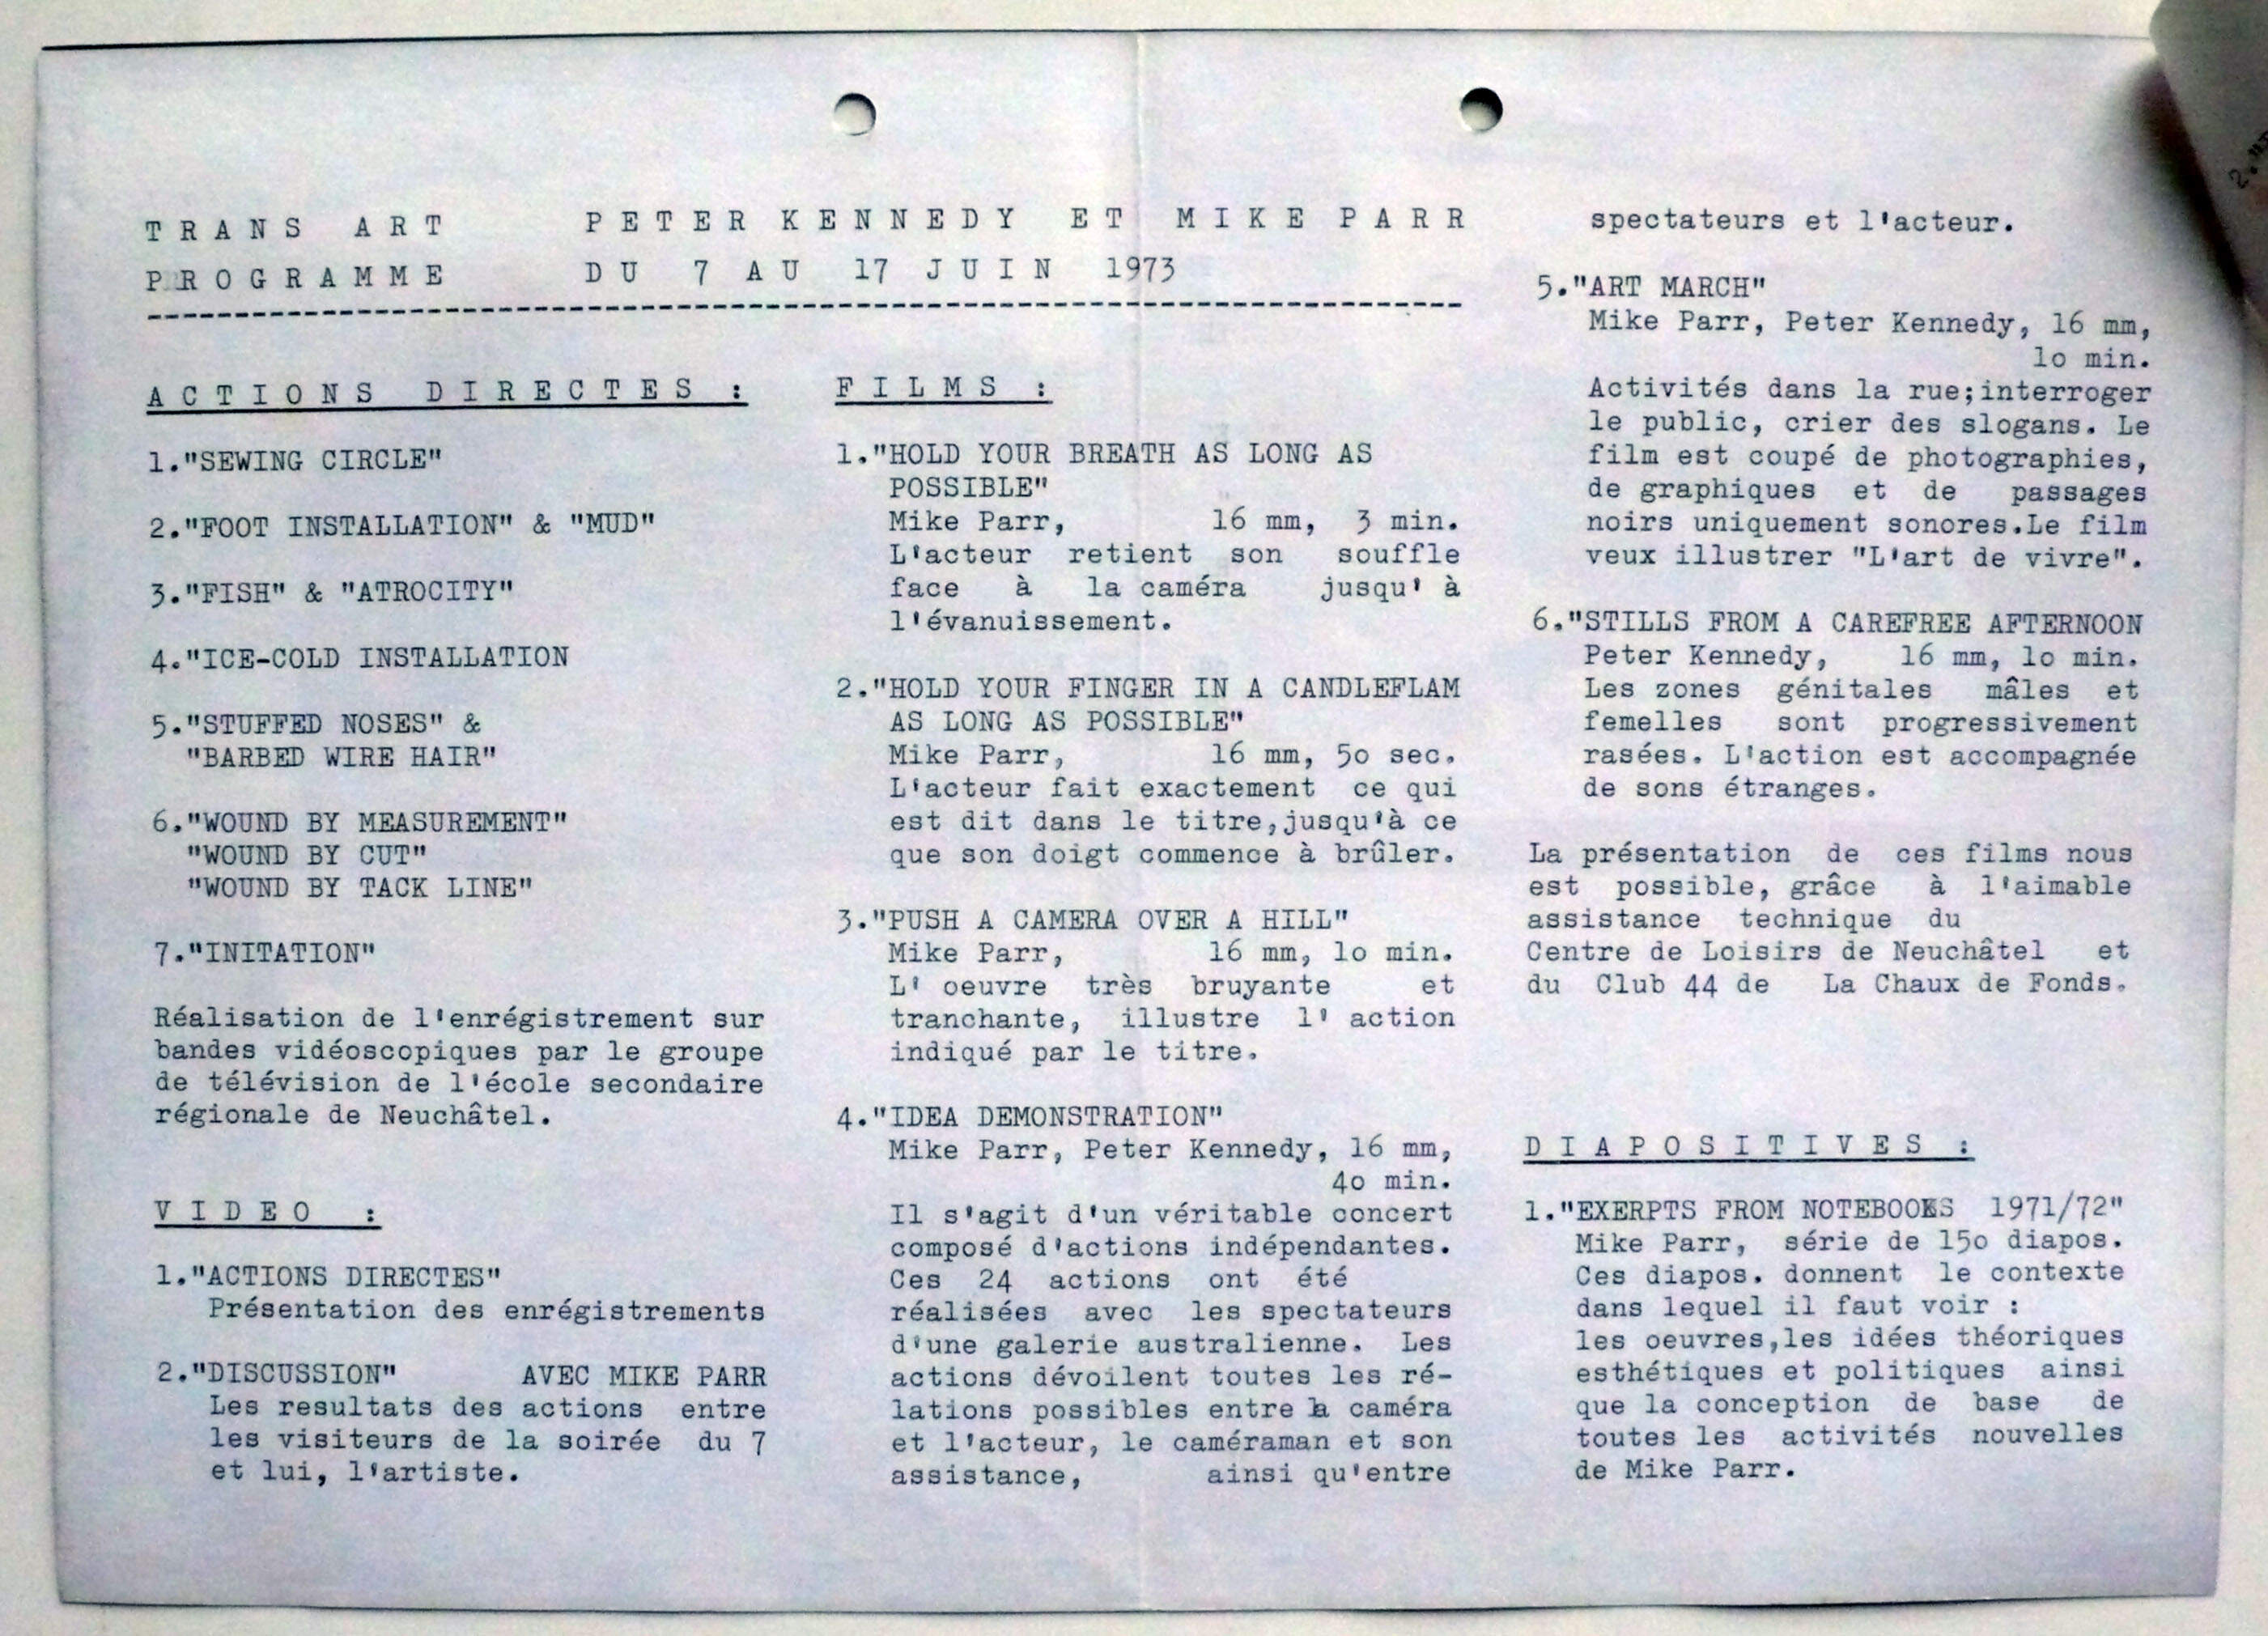 TRANS ART PETER KENNEDY ET MIKE PARR
PROGRAMME DU 7 AU 17 JUIN 1973
ACTIONS DIRECTES :
1."SEWING CIRCLE"
2."FOOT INSTALLATION" & "MUD"
3."FISH" & "ATROCITY"
4."ICE-COLD INSTALLATION
5."STUFFED NOSES" &
"BARBED WIRE HAIR"
6."WOUND BY MEASUREMENT"
"WOUND BY CUT"
"WOUND BY TACK LINE"
7."INITATION"
Réalisation de l'enrégistrement sur
bandes vidéoscopiques par le groupe
de télévision de l'école secondaire
régionale de Neuchâtel.
VIDEO :
1."ACTIONS DIRECTES"
Présentation des enrégistrements
2."DISCUSSION" AVEC MIKE PARR
Les resultats des actions entre
les visiteurs de la soirée du 7
et lui, l'artiste.
FILMS :
1."HOLD YOUR BREATH AS LONG AS
POSSIBLE"
Mike Parr, 16 mm, 3 min.
L'acteur retient son souffle
face à la caméra jusqu' à
l'évanuissement.
2."HOLD YOUR FINGER IN A CANDLEFLAM
AS LONG AS POSSIBLE"
Mike Parr, 16 mm, 5o sec.
L'acteur fait exactement ce qui
est dit dans le titre,jusqu'à ce
que son doigt commence à brûler.
3."PUSH A CAMERA OVER A HILL"
Mike Parr, 16 mm, lo min.
L' oeuvre très bruyante et
tranchante, illustre l' action
indiqué par le titre.
4."IDEA DEMONSTRATION"
Mike Parr, Peter Kennedy, 16 mm,
4o min.
Il s'agit d'un véritable concert
composé d'actions indépendantes.
Ces 24 actions ont été
réalisées avec les spectateurs
d'une galerie australienne. Les
actions dévoilent toutes les ré-
lations possibles entre la caméra
et l'acteur, le caméraman et son
assistance, ainsi qu'entre
spectateurs et l'acteur.
5."ART MARCH"
Mike Parr, Peter Kennedy, 16 mm,
lo min.
Activités dans la rue;interroger
le public, crier des slogans. Le
film est coupé de photographies,
de graphiques et de passages
noirs uniquement sonores.Le film
veux illustrer "L'art de vivre".
6."STILLS FROM A CAREFREE AFTERNOON
Peter Kennedy, 16 mm, lo min.
Les zones génitales mâles et
femelles sont progressivement
rasées. L'action est accompagnée
de sons étranges.
La présentation de ces films nous
est possible, grâce à l'aimable
assistance technique du
Centre de Loisirs de Neuchâtel et
du Club 44 de La Chaux de Fonds.
DIAPOSITIVES :
1."EXERPTS FROM NOTEBOOKS 1971/72"
Mike Parr, série de 15o diapos.
Ces diapos. donnent le contexte
dans lequel il faut voir :
les oeuvres,les idées théoriques
esthétiques et politiques ainsi
que la conception de base de
toutes les activités nouvelles
de Mike Parr.